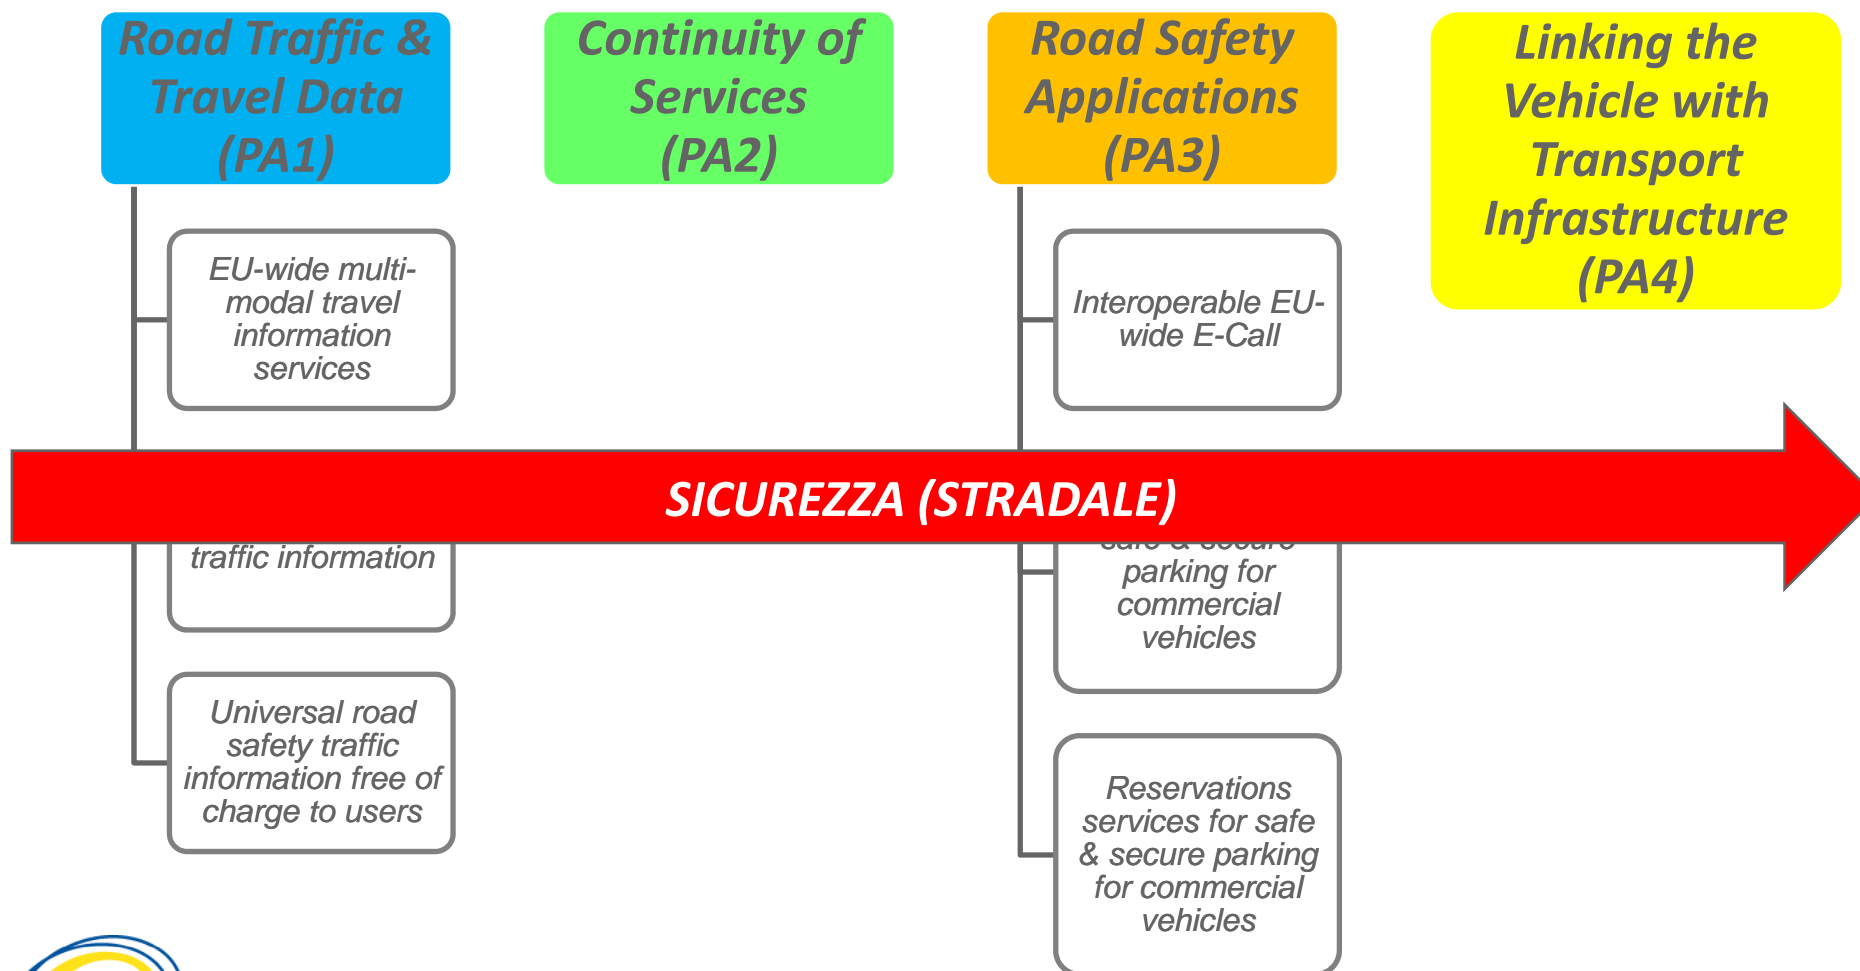 Road Traffic &
Travel Data
(PA1)
EU-wide multi-
modal travel
information
services
traffic information
Universal road
safety traffic
information free of
charge to users
Continuity of
Services
(PA2)
Road Safety
Applications
(PA3)
Interoperable EU-
wide E-Call
safe & secure
parking for
commercial
vehicles
Reservations
services for safe
& secure parking
for commercial
vehicles
Linking the
Vehicle with
Transport
Infrastructure
(PA4)
SICUREZZA (STRADALE)